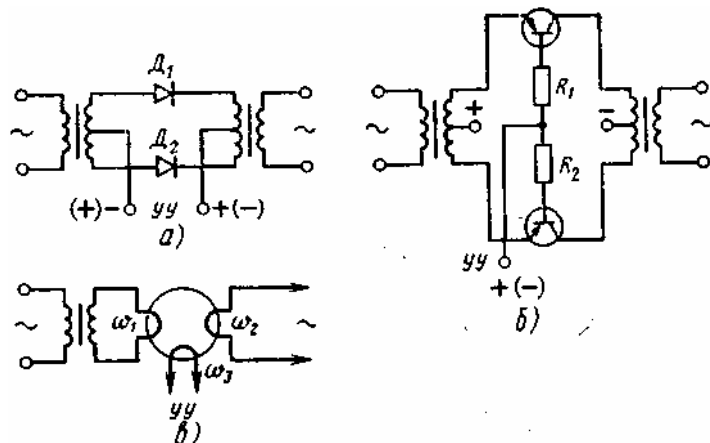 Д₁
Д₂
~
~
(+)-
УУ
+(-)
а)
R₁
R₂
+
-
~
~
УУ
+(-)
б)
~
ω₁
ω₂
~
ω₃
УУ
в)